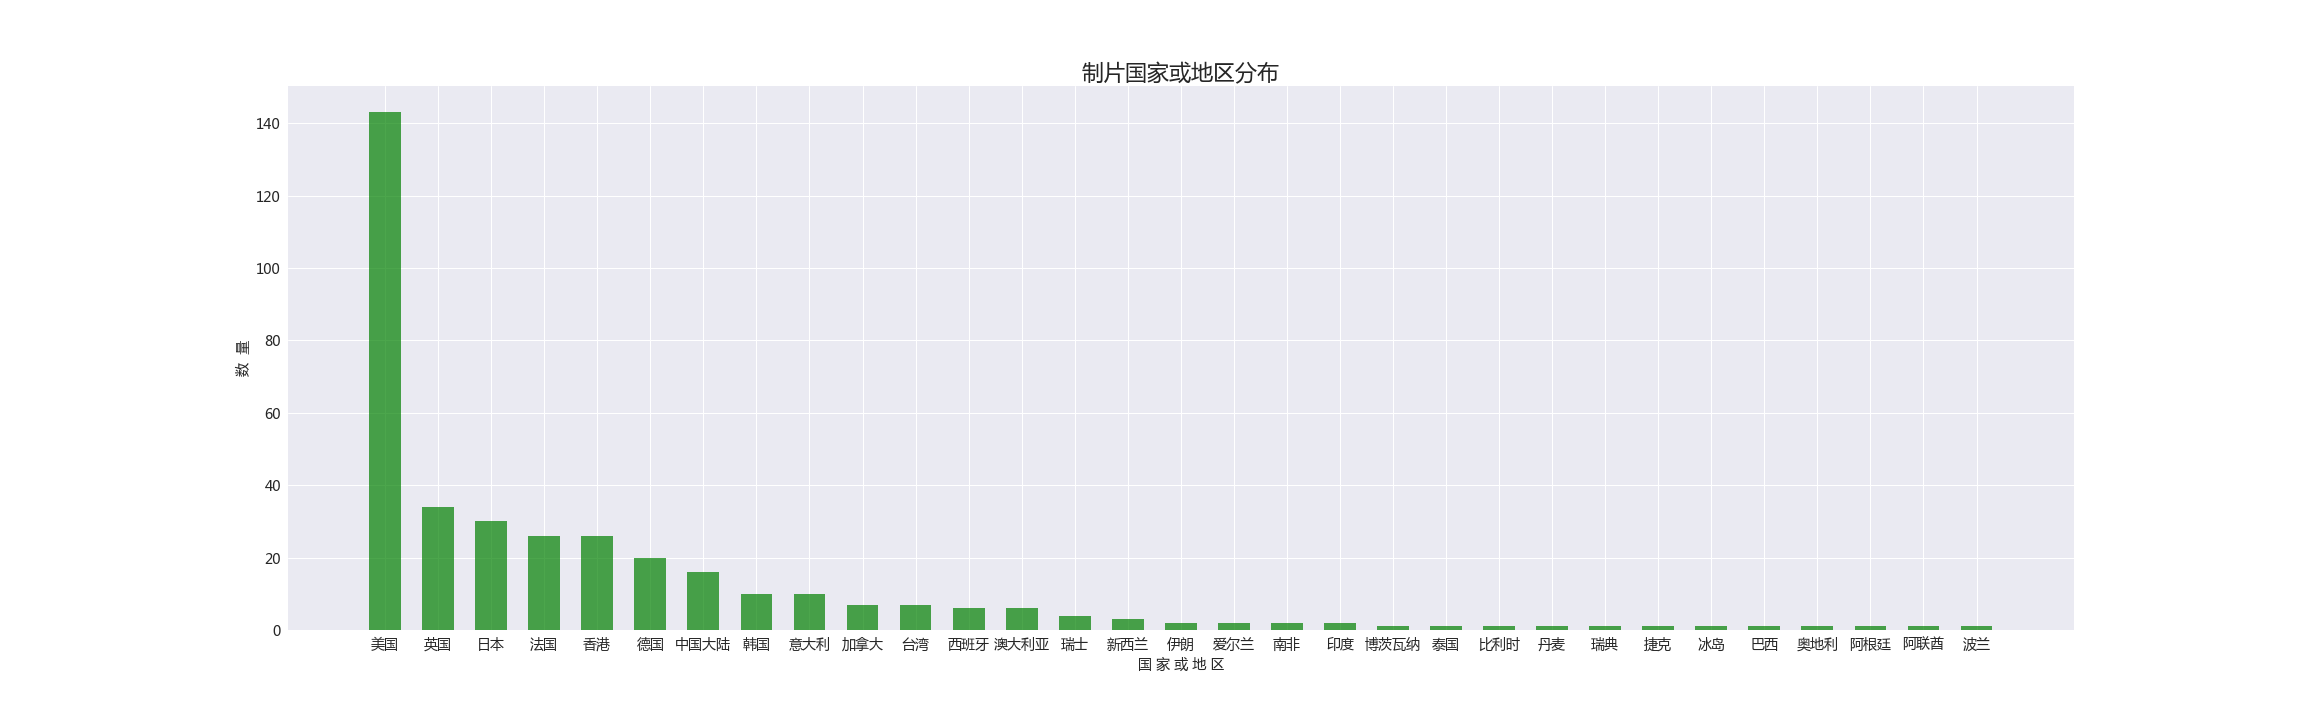 制片国家或地区分布
140
120
100
80
60
40
20
0
数 量
美国 英国 日本 法国 香港 德国 中国大陆 韩国 意大利 加拿大 台湾 西班牙 澳大利亚 瑞士 新西兰 伊朗 爱尔兰 南非 印度 博茨瓦纳 泰国 比利时 丹麦 瑞典 捷克 冰岛 巴西 奥地利 阿根廷 阿联酋 波兰
国 家 或 地 区